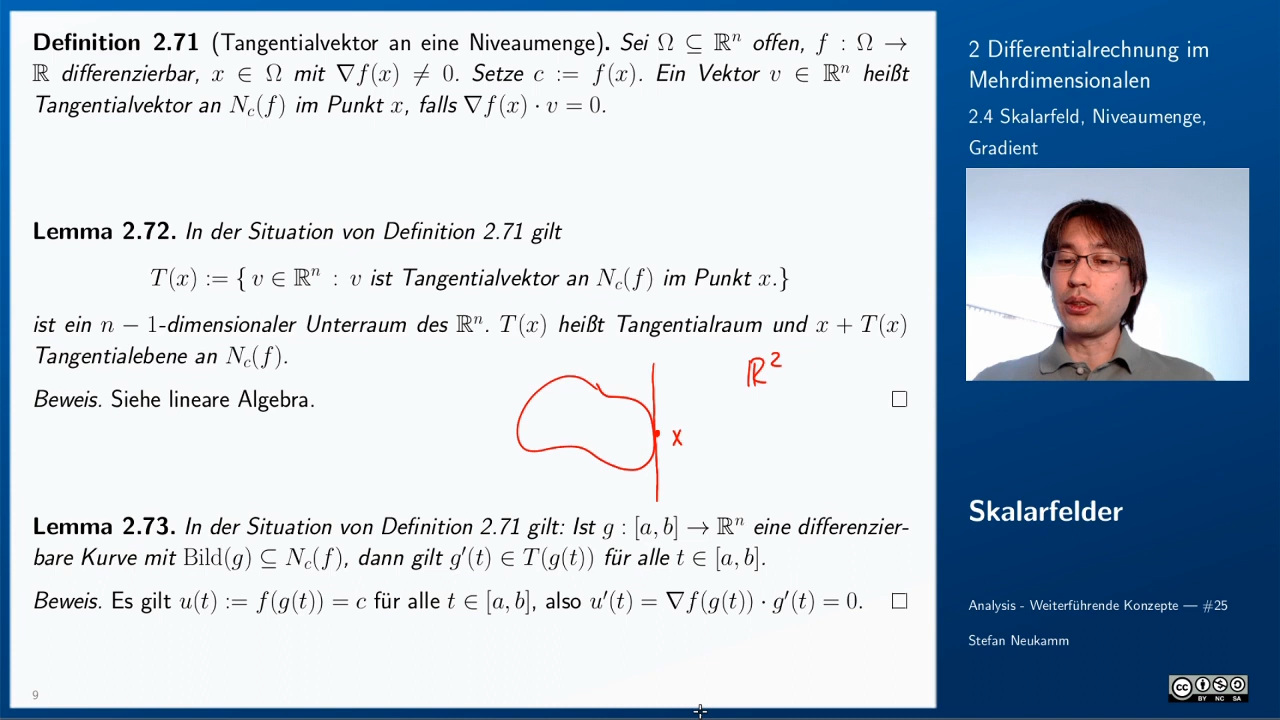 Definition 2.71 (Tangentialvektor an eine Niveaumenge). Sei Ω ⊆ ℝⁿ offen, f : Ω →
ℝ differenzierbar, x ∈ Ω mit ∇f(x) ≠ 0. Setze c := f(x). Ein Vektor v ∈ ℝⁿ heißt
Tangentialvektor an N_c(f) im Punkt x, falls ∇f(x) · v = 0.
Lemma 2.72. In der Situation von Definition 2.71 gilt
T(x) := { v ∈ ℝⁿ : v ist Tangentialvektor an N_c(f) im Punkt x.}
ist ein n − 1-dimensionaler Unterraum des ℝⁿ. T(x) heißt Tangentialraum und x + T(x)
Tangentialebene an N_c(f).
ℝ²
Beweis. Siehe lineare Algebra. □
x
Lemma 2.73. In der Situation von Definition 2.71 gilt: Ist g : [a, b] → ℝⁿ eine differenzier-
bare Kurve mit Bild(g) ⊆ N_c(f), dann gilt g′(t) ∈ T(g(t)) für alle t ∈ [a, b].
Beweis. Es gilt u(t) := f(g(t)) = c für alle t ∈ [a, b], also u′(t) = ∇f(g(t)) · g′(t) = 0. □
9
2 Differentialrechnung im
Mehrdimensionalen
2.4 Skalarfeld, Niveaumenge,
Gradient
Skalarfelder
Analysis - Weiterführende Konzepte — #25
Stefan Neukamm
cc
BY NC SA